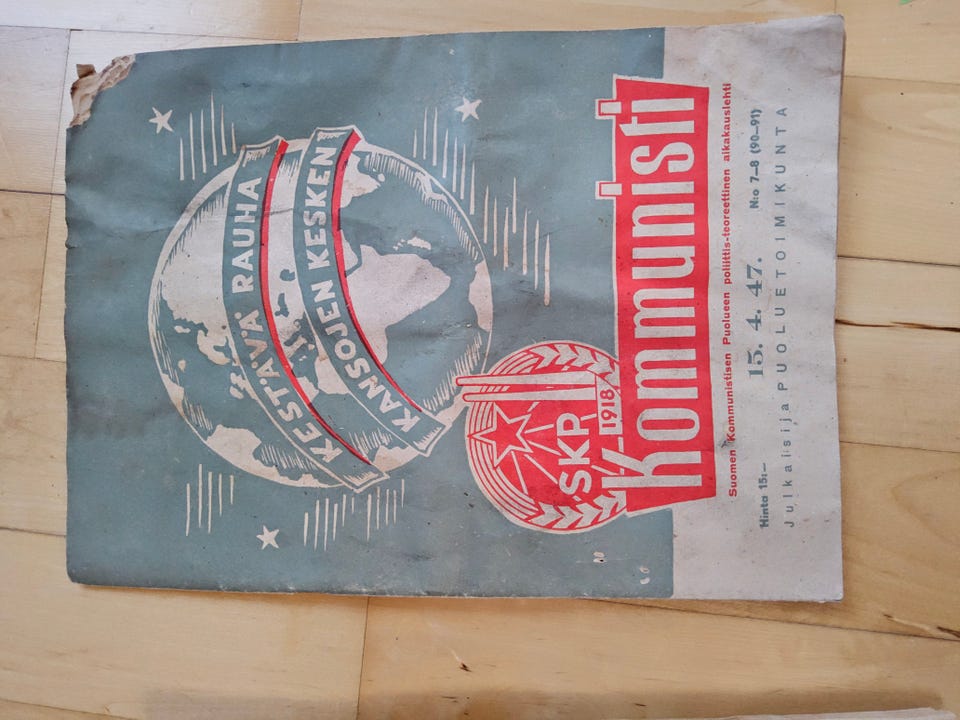 KESTÄVÄ RAUHA
KANSOJEN KESKEN
SKP
1918
Kommunisti
Suomen Kommunistisen Puolueen poliittis-teoreettinen aikakauslehti
Hinta 15:— 15. 4. 47. N:o 7–8 (90–91)
Julkaisija PUOLUETOIMIKUNTA